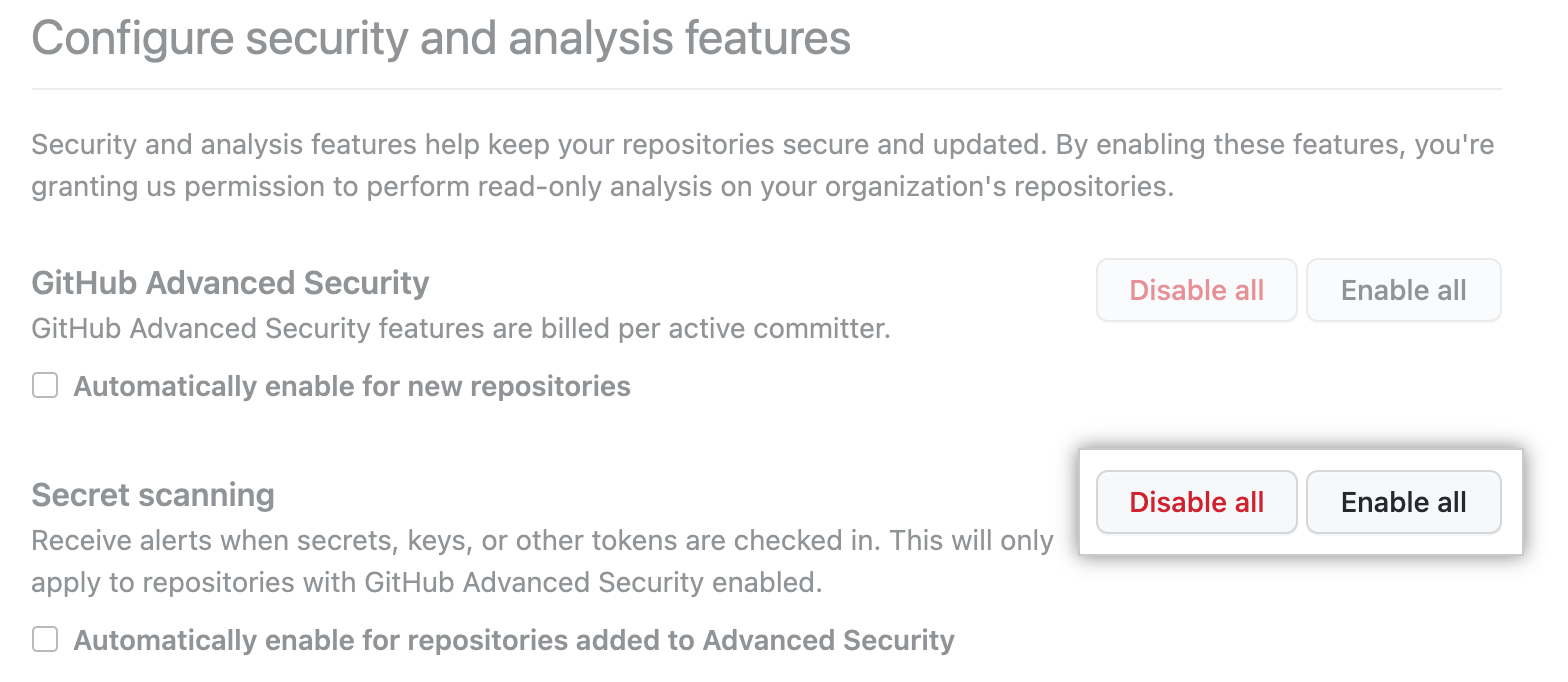 Configure security and analysis features
Security and analysis features help keep your repositories secure and updated. By enabling these features, you're
granting us permission to perform read-only analysis on your organization's repositories.
GitHub Advanced Security
Disable all
Enable all
GitHub Advanced Security features are billed per active committer.
Automatically enable for new repositories
Secret scanning
Disable all
Enable all
Receive alerts when secrets, keys, or other tokens are checked in. This will only
apply to repositories with GitHub Advanced Security enabled.
Automatically enable for repositories added to Advanced Security